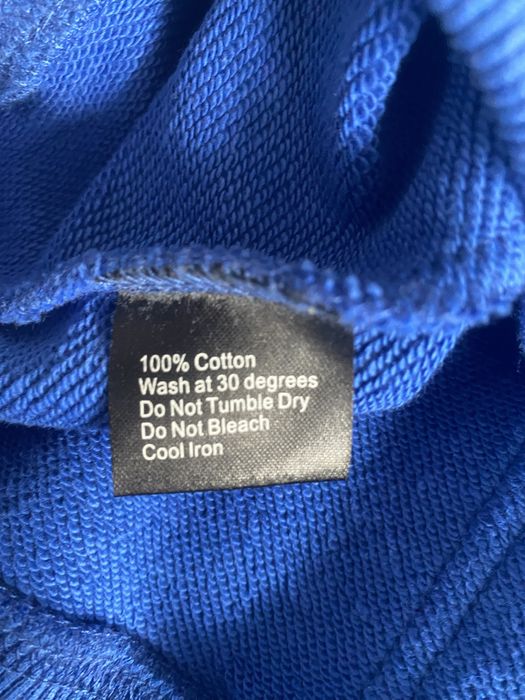 100% Cotton
Wash at 30 degrees
Do Not Tumble Dry
Do Not Bleach
Cool Iron